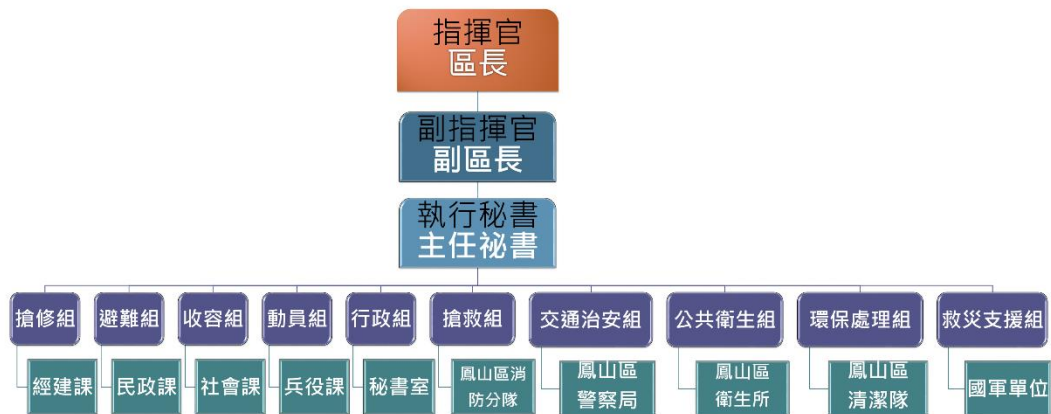 指揮官
區長
副指揮官
副區長
執行秘書
主任祕書
搶修組
避難組
收容組
動員組
行政組
搶救組
交通治安組
公共衛生組
環保處理組
救災支援組
經建課
民政課
社會課
兵役課
秘書室
鳳山區消
防分隊
鳳山區
警察局
鳳山區
衛生所
鳳山區
清潔隊
國軍單位